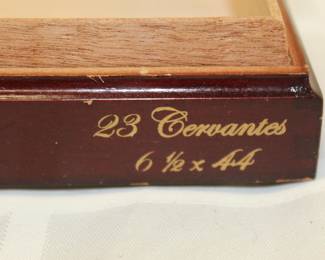 23 Cervantes
6 ½ x 44